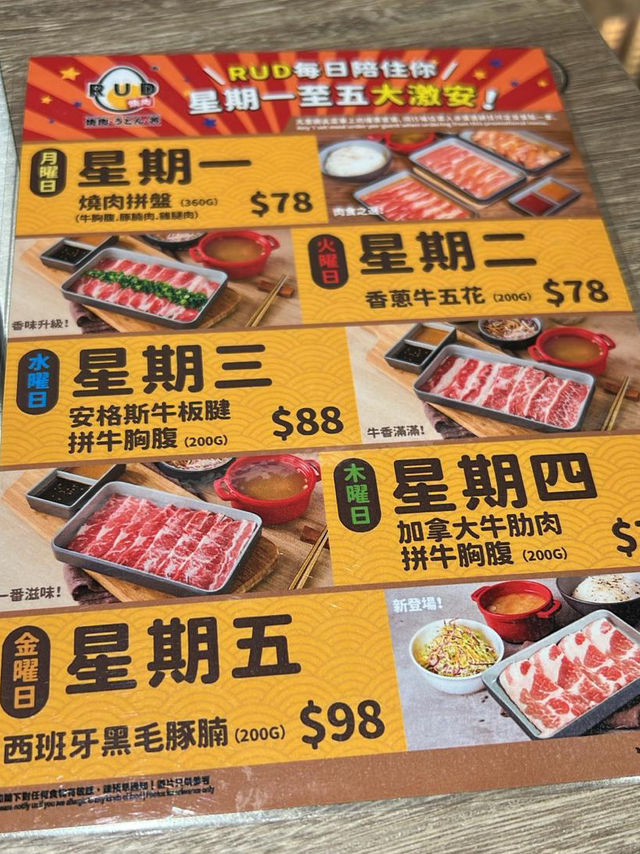 RUD
燒肉
燒肉・うどん・丼
RUD每日陪住你
星期一至五大激安!
月曜日
星期一
燒肉拼盤 (360G)
(牛胸腹.豚腩肉.雞腿肉)
$78
肉食之選!
火曜日
星期二
香蔥牛五花 (200G)
$78
香味升級!
水曜日
星期三
安格斯牛板腱
拼牛胸腹 (200G)
$88
牛香滿滿!
木曜日
星期四
加拿大牛肋肉
拼牛胸腹 (200G)
$
一番滋味!
金曜日
星期五
西班牙黑毛豚腩 (200G)
$98
新登場!